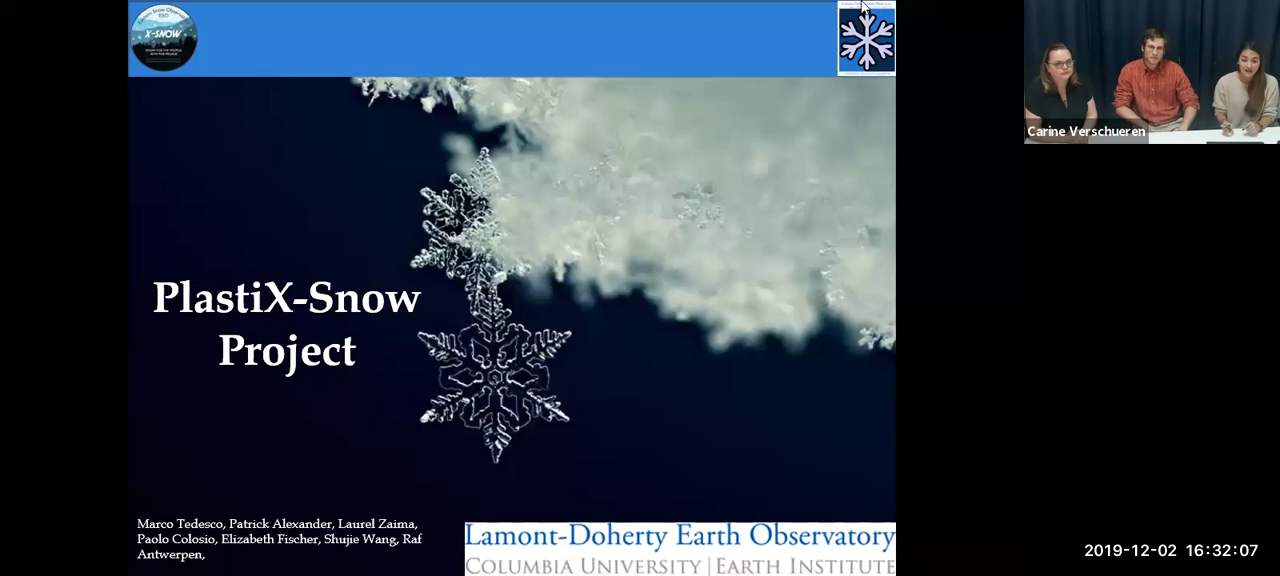 X-SNOW
Carine Verschueren
PlastiX-Snow
Project
Marco Tedesco, Patrick Alexander, Laurel Zaima,
Paolo Colosio, Elizabeth Fischer, Shujie Wang, Raf
Antwerpen,
Lamont-Doherty Earth Observatory
COLUMBIA UNIVERSITY | EARTH INSTITUTE
2019-12-02 16:32:07